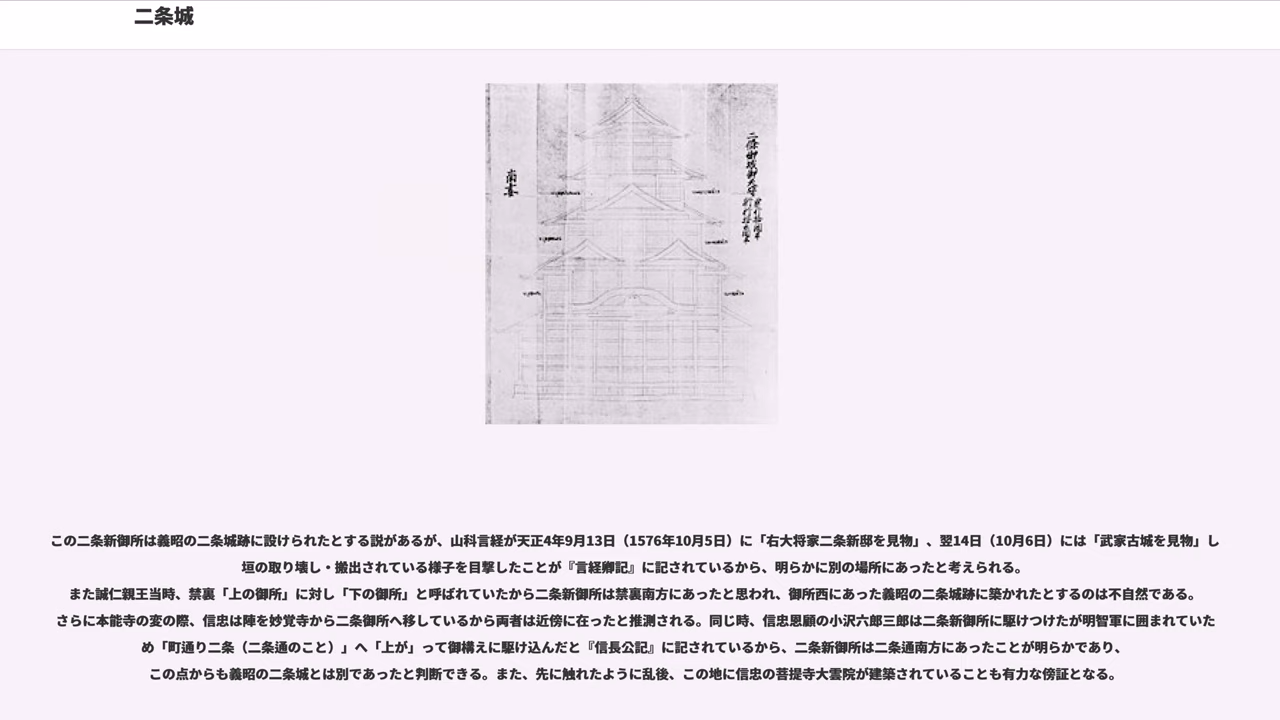 二条城
二條御城御天守
南妻
この二条新御所は義昭の二条城跡に設けられたとする説があるが、山科言経が天正4年9月13日（1576年10月5日）に「右大将家二条新邸を見物」、翌14日（10月6日）には「武家古城を見物」し
垣の取り壊し・搬出されている様子を目撃したことが『言経卿記』に記されているから、明らかに別の場所にあったと考えられる。
また誠仁親王当時、禁裏「上の御所」に対し「下の御所」と呼ばれていたから二条新御所は禁裏南方にあったと思われ、御所西にあった義昭の二条城跡に築かれたとするのは不自然である。
さらに本能寺の変の際、信忠は陣を妙覚寺から二条御所へ移しているから両者は近傍に在ったと推測される。同じ時、信忠恩顧の小沢六郎三郎は二条新御所に駆けつけたが明智軍に囲まれていた
め「町通り二条（二条通のこと）」へ「上が」って御構えに駆け込んだと『信長公記』に記されているから、二条新御所は二条通南方にあったことが明らかであり、
この点からも義昭の二条城とは別であったと判断できる。また、先に触れたように乱後、この地に信忠の菩提寺大雲院が建築されていることも有力な傍証となる。